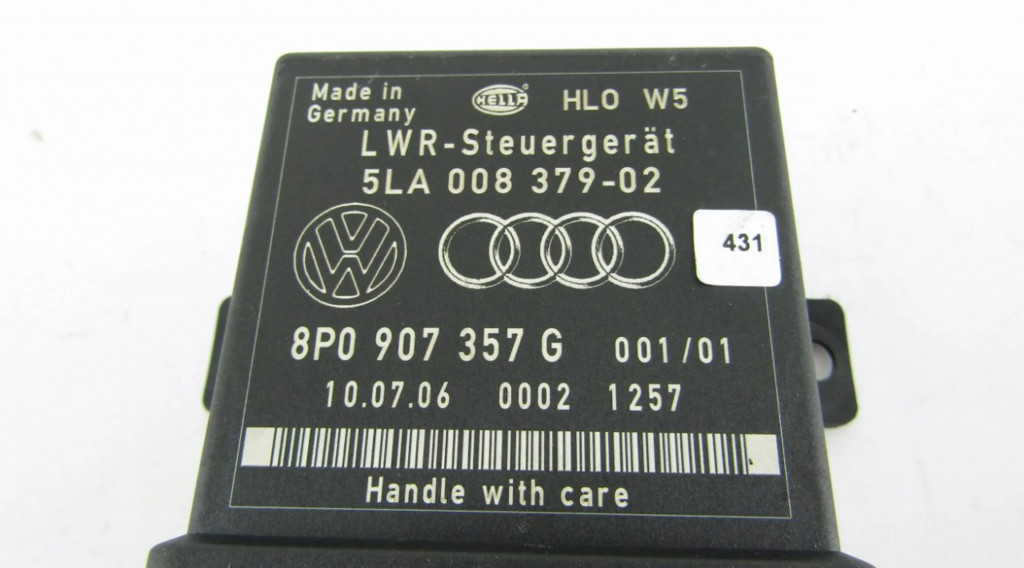 Made in
Germany
HELLA® HLO W5
LWR-Steuergerät
5LA 008 379-02
431
8P0 907 357 G 001/01
10.07.06 0002 1257
Handle with care